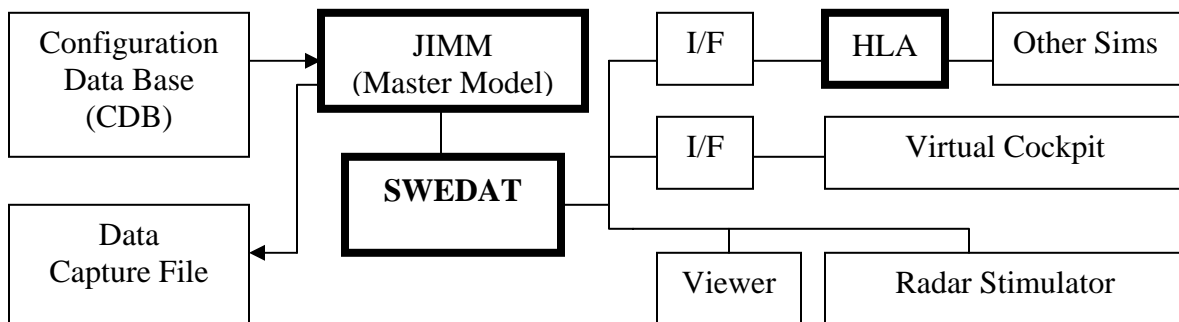 Configuration
Data Base
(CDB)
JIMM
(Master Model)
I/F
HLA
Other Sims
I/F
Virtual Cockpit
SWEDAT
Data
Capture File
Viewer
Radar Stimulator